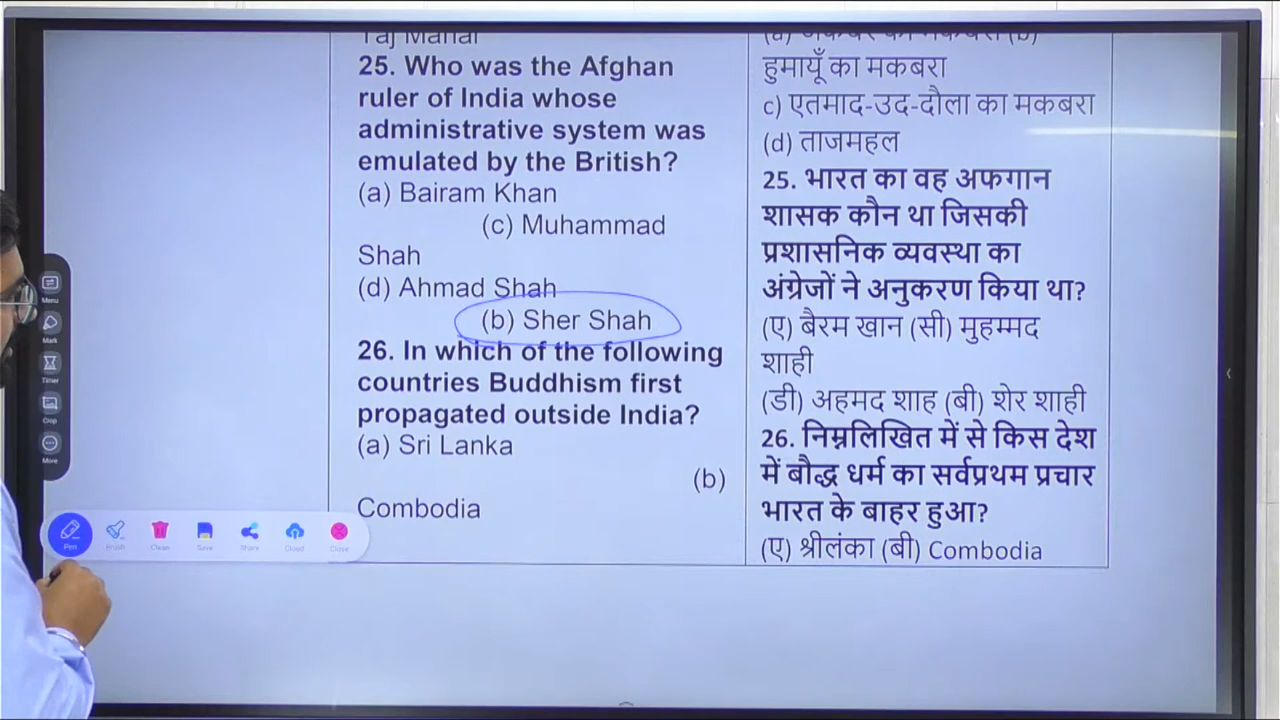 Taj Mahal
25. Who was the Afghan
ruler of India whose
administrative system was
emulated by the British?
(a) Bairam Khan
(c) Muhammad
Shah
(d) Ahmad Shah
(b) Sher Shah
26. In which of the following
countries Buddhism first
propagated outside India?
(a) Sri Lanka
(b)
Combodia
(a) अकबर का मकबरा (b)
हुमायूँ का मकबरा
c) एतमाद-उद-दौला का मकबरा
(d) ताजमहल
25. भारत का वह अफगान
शासक कौन था जिसकी
प्रशासनिक व्यवस्था का
अंग्रेजों ने अनुकरण किया था?
(ए) बैरम खान (सी) मुहम्मद
शाही
(डी) अहमद शाह (बी) शेर शाही
26. निम्नलिखित में से किस देश
में बौद्ध धर्म का सर्वप्रथम प्रचार
भारत के बाहर हुआ?
(ए) श्रीलंका (बी) Combodia
Menu
Mark
Timer
Crop
More
Pen Brush Clean Save Share Cloud Close